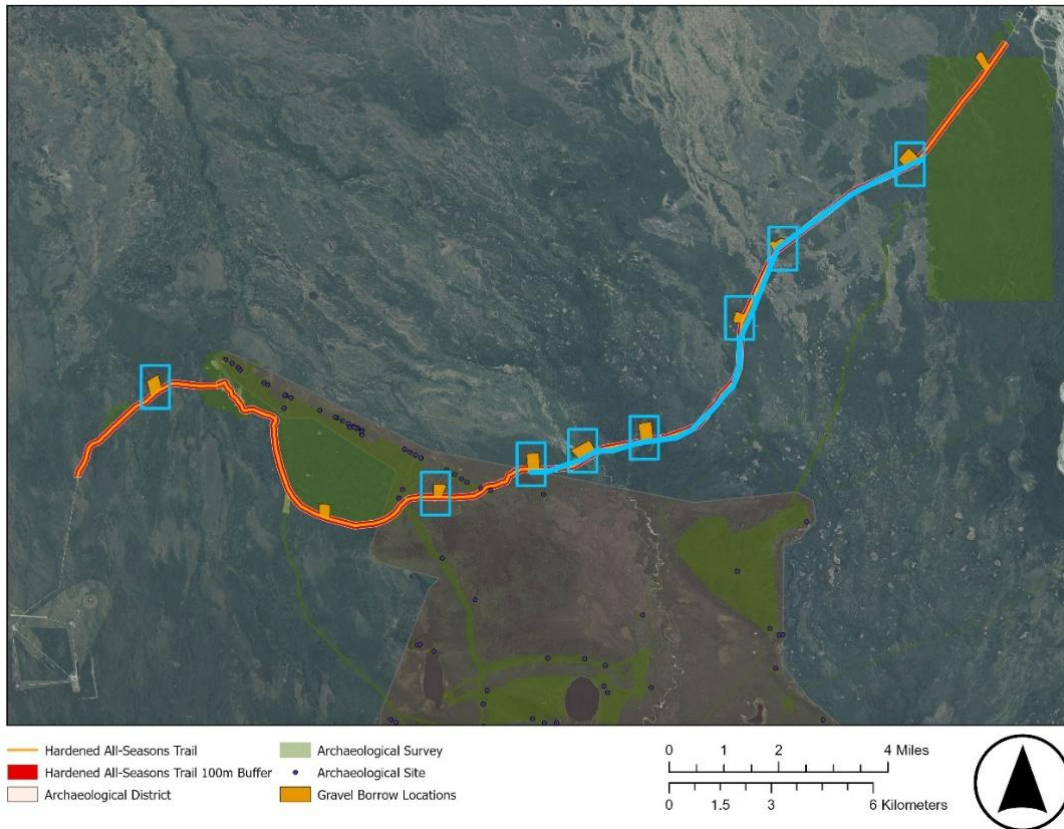 Hardened All-Seasons Trail
Hardened All-Seasons Trail 100m Buffer
Archaeological District
Archaeological Survey
Archaeological Site
Gravel Borrow Locations
0 1 2 4 Miles
0 1.5 3 6 Kilometers